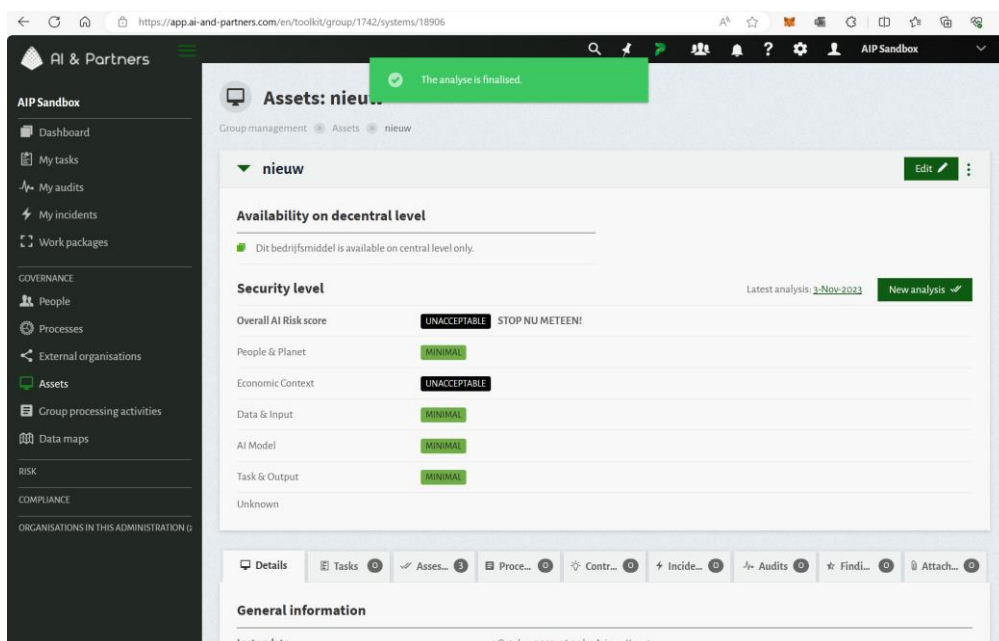 https://app.ai-and-partners.com/en/toolkit/group/1742/systems/18906
AI & Partners
AIP Sandbox
The analyse is finalised.
AIP Sandbox
Dashboard
My tasks
My audits
My incidents
Work packages
GOVERNANCE
People
Processes
External organisations
Assets
Group processing activities
Data maps
RISK
COMPLIANCE
ORGANISATIONS IN THIS ADMINISTRATION (2
Assets: nieuw
Group management Assets nieuw
nieuw Edit
Availability on decentral level
Dit bedrijfsmiddel is available on central level only.
Security level Latest analysis: 3-Nov-2023 New analysis
Overall AI Risk score UNACCEPTABLE STOP NU METEEN!
People & Planet MINIMAL
Economic Context UNACCEPTABLE
Data & Input MINIMAL
AI Model MINIMAL
Task & Output MINIMAL
Unknown
Details Tasks 0 Asses... 3 Proce... 0 Contr... 0 Incide... 0 Audits 0 Findi... 0 Attach... 0
General information